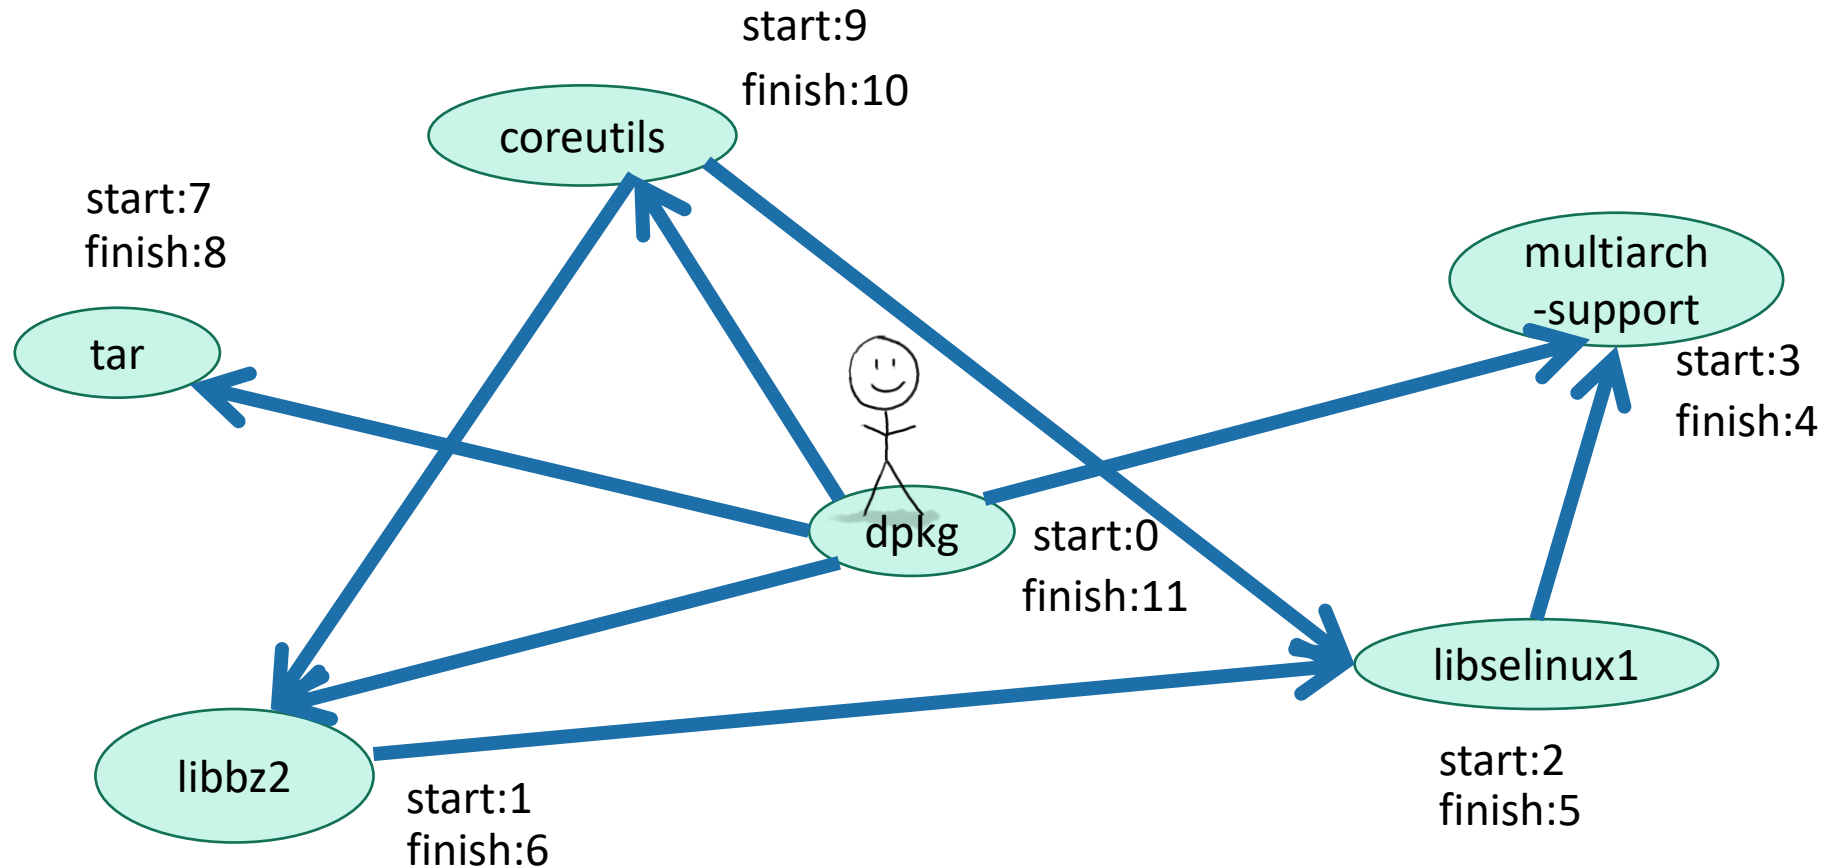 start:9
finish:10
coreutils
start:7
finish:8
tar
multiarch
-support
start:3
finish:4
dpkg
start:0
finish:11
libselinux1
start:2
finish:5
libbz2
start:1
finish:6